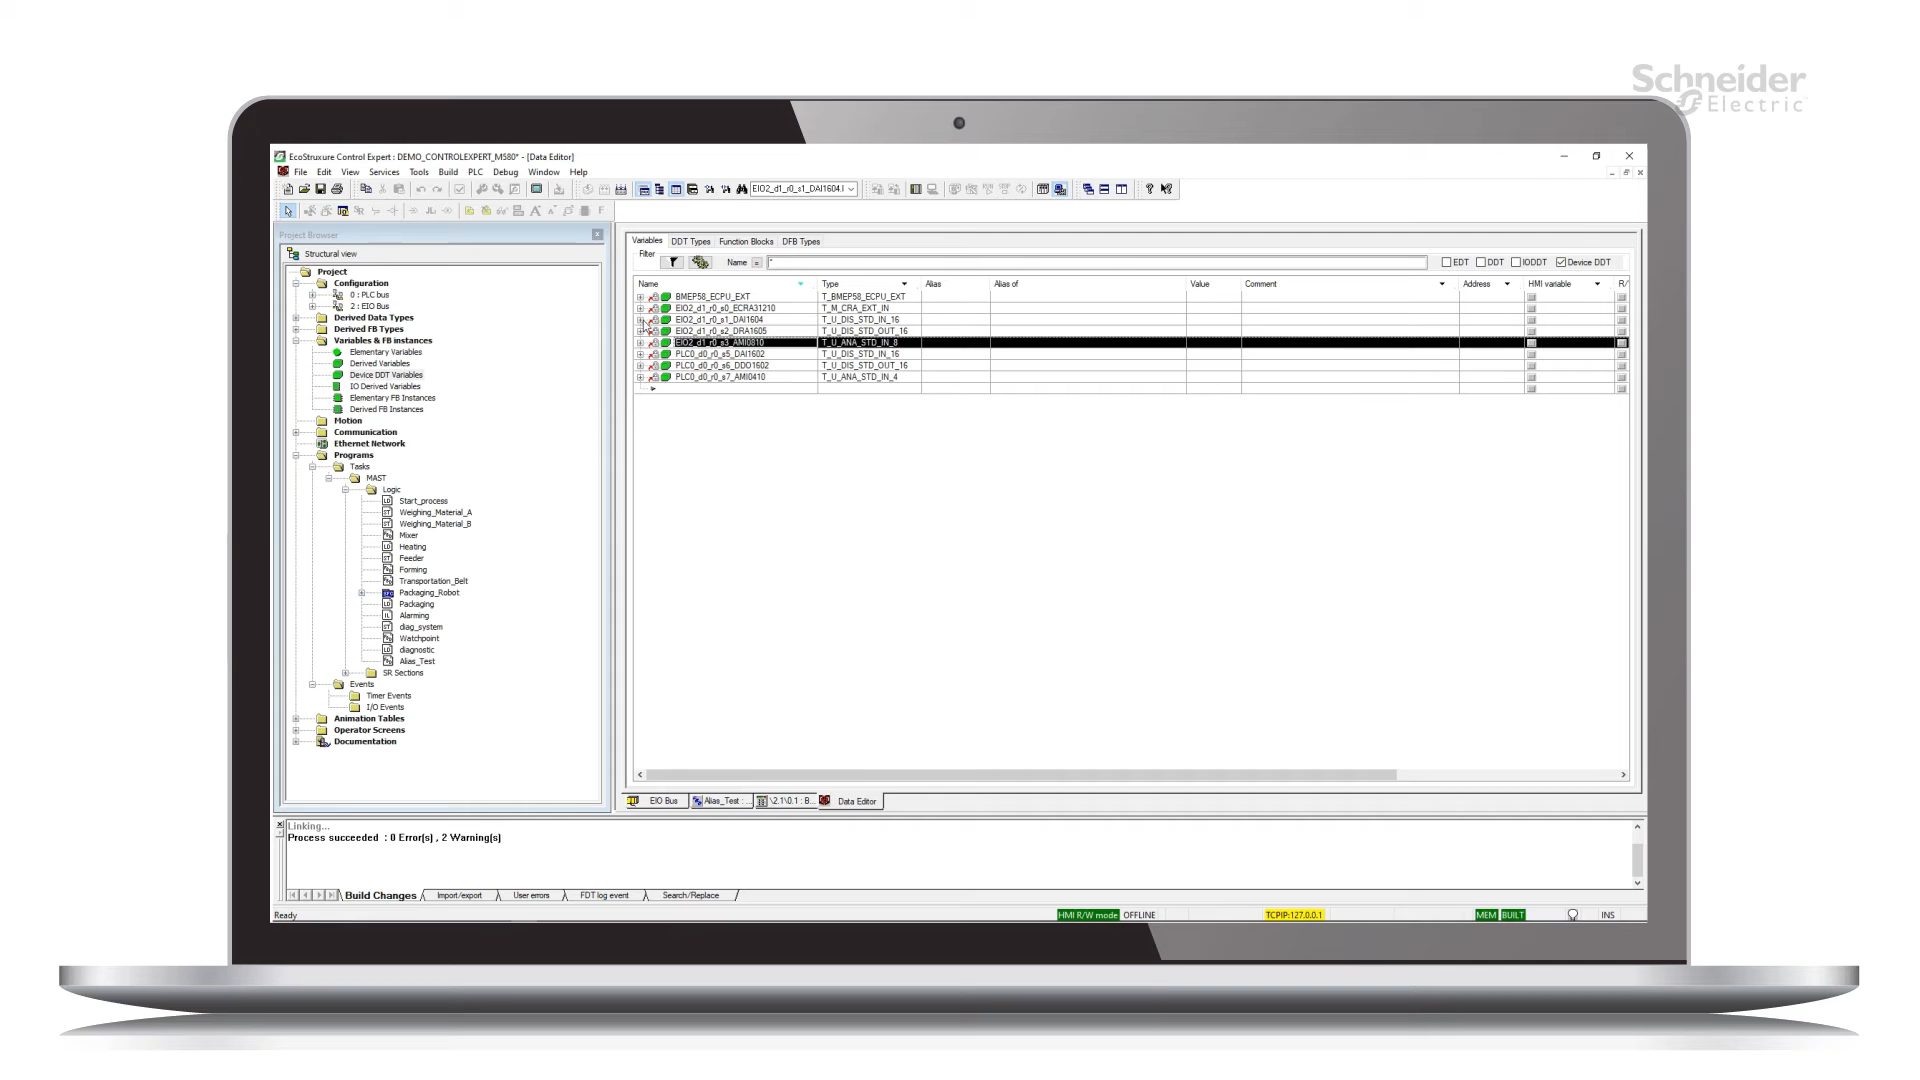 Schneider
Electric
EcoStruxure Control Expert : DEMO_CONTROLEXPERT_M580* - [Data Editor]
File Edit View Services Tools Build PLC Debug Window Help
EIO2_d1_r0_s1_DAI1604.I
Project Browser
Structural view
Project
Configuration
0 : PLC bus
2 : EIO Bus
Derived Data Types
Derived FB Types
Variables & FB instances
Elementary Variables
Derived Variables
Device DDT Variables
IO Derived Variables
Elementary FB Instances
Derived FB Instances
Motion
Communication
Ethernet Network
Programs
Tasks
MAST
Logic
Start_process
Weighing_Material_A
Weighing_Material_B
Mixer
Heating
Feeder
Forming
Transportation_Belt
Packaging_Robot
Packaging
Alarming
diag_system
Watchpoint
diagnostic
Alias_Test
SR Sections
Events
Timer Events
I/O Events
Animation Tables
Operator Screens
Documentation
Variables DDT Types Function Blocks DFB Types
Filter
Name = * EDT DDT IODDT Device DDT
Name Type Alias Alias of Value Comment Address HMI variable R/
BMEP58_ECPU_EXT T_BMEP58_ECPU_EXT
EIO2_d1_r0_s0_ECRA31210 T_M_CRA_EXT_IN
EIO2_d1_r0_s1_DAI1604 T_U_DIS_STD_IN_16
EIO2_d1_r0_s2_DRA1605 T_U_DIS_STD_OUT_16
EIO2_d1_r0_s3_AMI0810 T_U_ANA_STD_IN_8
PLC0_d0_r0_s5_DAI1602 T_U_DIS_STD_IN_16
PLC0_d0_r0_s6_DDO1602 T_U_DIS_STD_OUT_16
PLC0_d0_r0_s7_AMI0410 T_U_ANA_STD_IN_4
EIO Bus Alias_Test : ... \2.1\0.1 : B... Data Editor
Linking...
Process succeeded : 0 Error(s) , 2 Warning(s)
Build Changes Import/export User errors FDT log event Search/Replace
Ready HMI R/W mode OFFLINE TCPIP:127.0.0.1 MEM BUILT INS